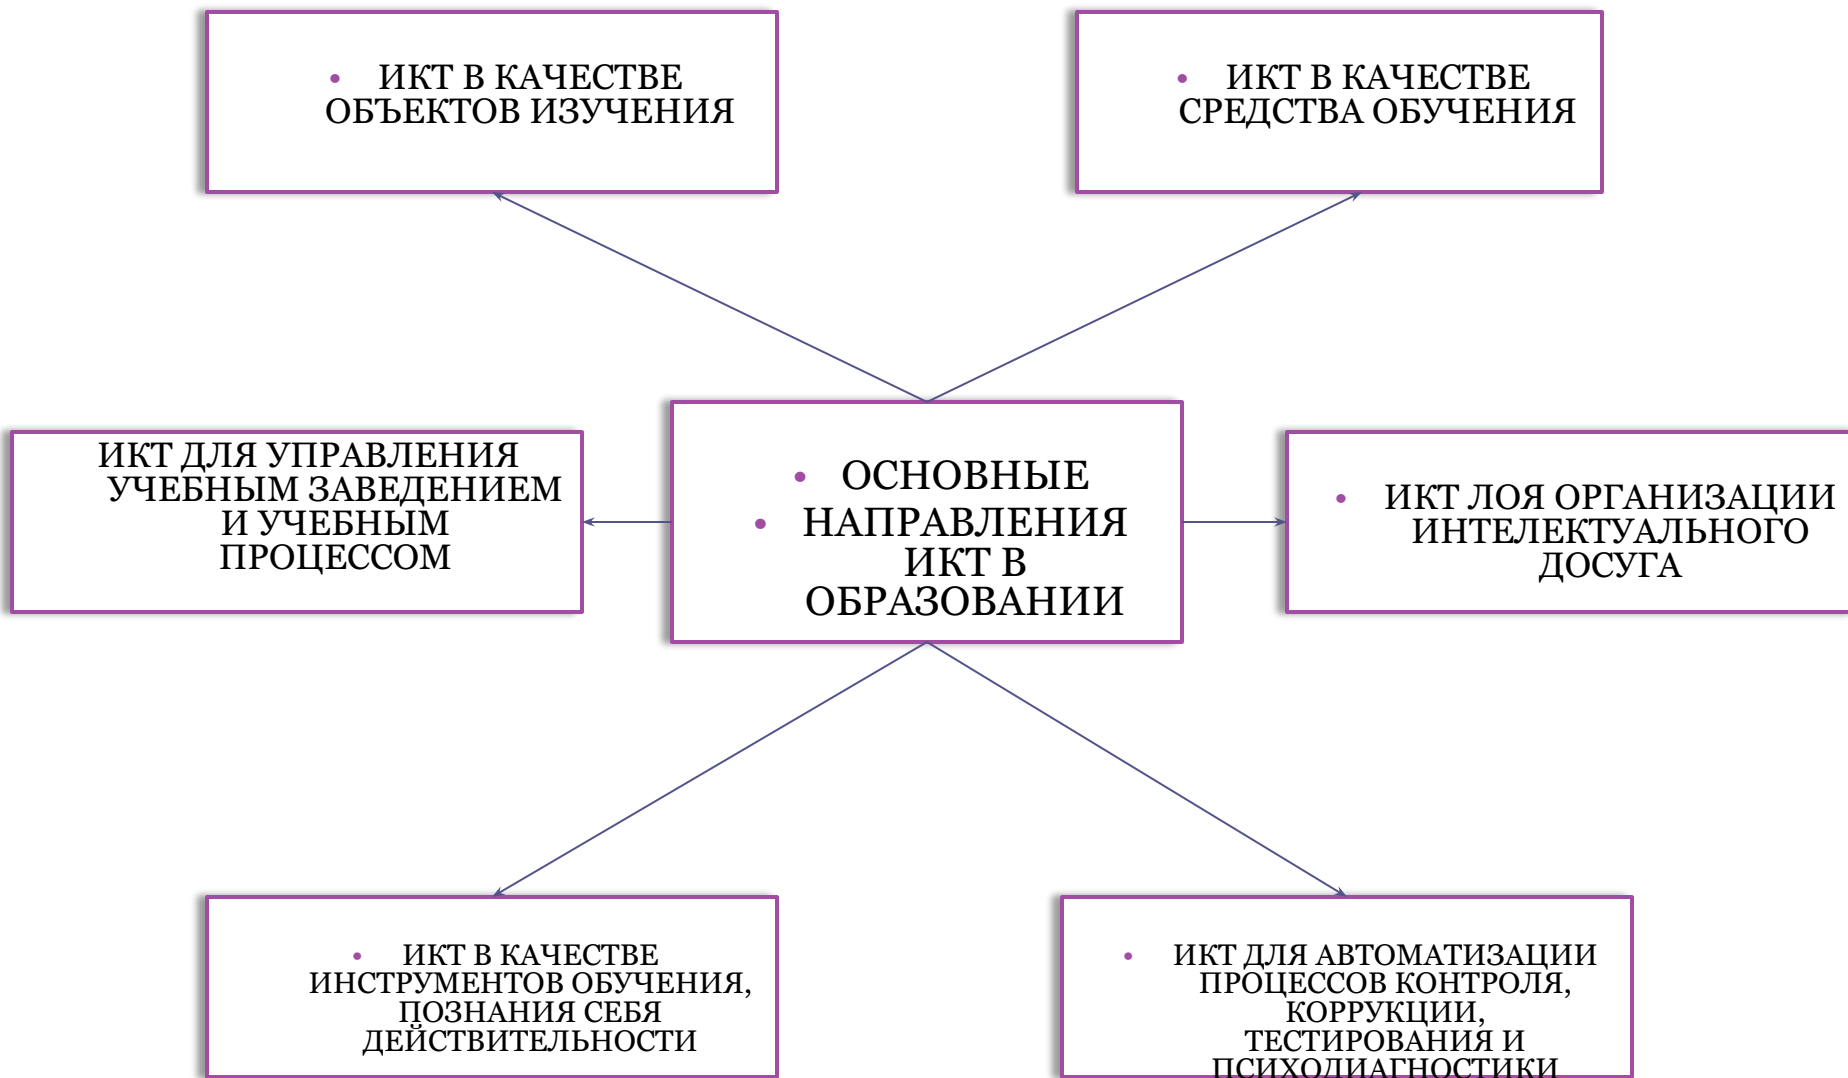 • ИКТ В КАЧЕСТВЕ
ОБЪЕКТОВ ИЗУЧЕНИЯ
• ИКТ В КАЧЕСТВЕ
СРЕДСТВА ОБУЧЕНИЯ
ИКТ ДЛЯ УПРАВЛЕНИЯ
УЧЕБНЫМ ЗАВЕДЕНИЕМ
И УЧЕБНЫМ
ПРОЦЕССОМ
• ОСНОВНЫЕ
• НАПРАВЛЕНИЯ
ИКТ В
ОБРАЗОВАНИИ
• ИКТ ЛОЯ ОРГАНИЗАЦИИ
ИНТЕЛЕКТУАЛЬНОГО
ДОСУГА
• ИКТ В КАЧЕСТВЕ
ИНСТРУМЕНТОВ ОБУЧЕНИЯ,
ПОЗНАНИЯ СЕБЯ
ДЕЙСТВИТЕЛЬНОСТИ
• ИКТ ДЛЯ АВТОМАТИЗАЦИИ
ПРОЦЕССОВ КОНТРОЛЯ,
КОРРУКЦИИ,
ТЕСТИРОВАНИЯ И
ПСИХОДИАГНОСТИКИ